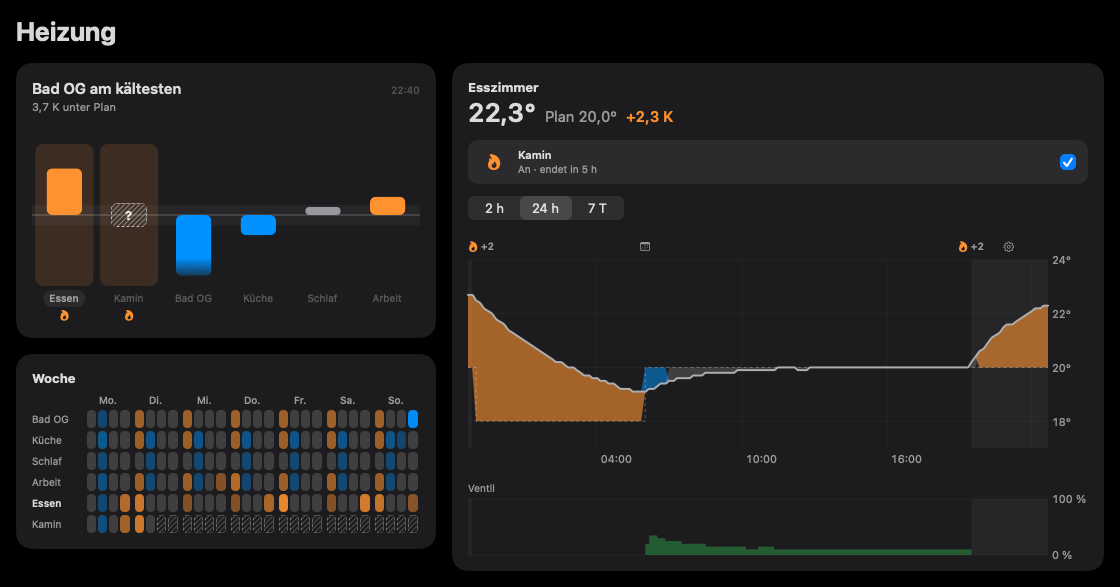 Heizung
Bad OG am kältesten
22:40
3,7 K unter Plan
?
Essen Kamin Bad OG Küche Schlaf Arbeit
Woche
Mo. Di. Mi. Do. Fr. Sa. So.
Bad OG
Küche
Schlaf
Arbeit
Essen
Kamin
Esszimmer
22,3° Plan 20,0° +2,3 K
Kamin
An · endet in 5 h
2 h 24 h 7 T
+2 +2
24°
22°
20°
18°
04:00 10:00 16:00
Ventil
100 %
0 %